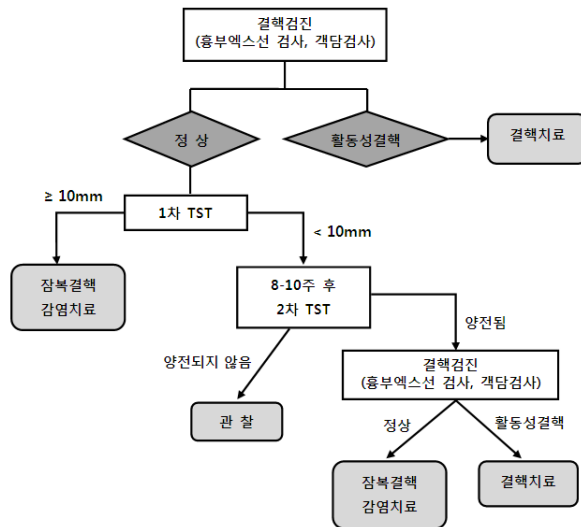 결핵검진
(흉부엑스선 검사, 객담검사)
정 상
활동성결핵
결핵치료
≥ 10mm
1차 TST
< 10mm
잠복결핵
감염치료
8-10주 후
2차 TST
양전됨
양전되지 않음
결핵검진
(흉부엑스선 검사, 객담검사)
관 찰
정상
활동성결핵
잠복결핵
감염치료
결핵치료